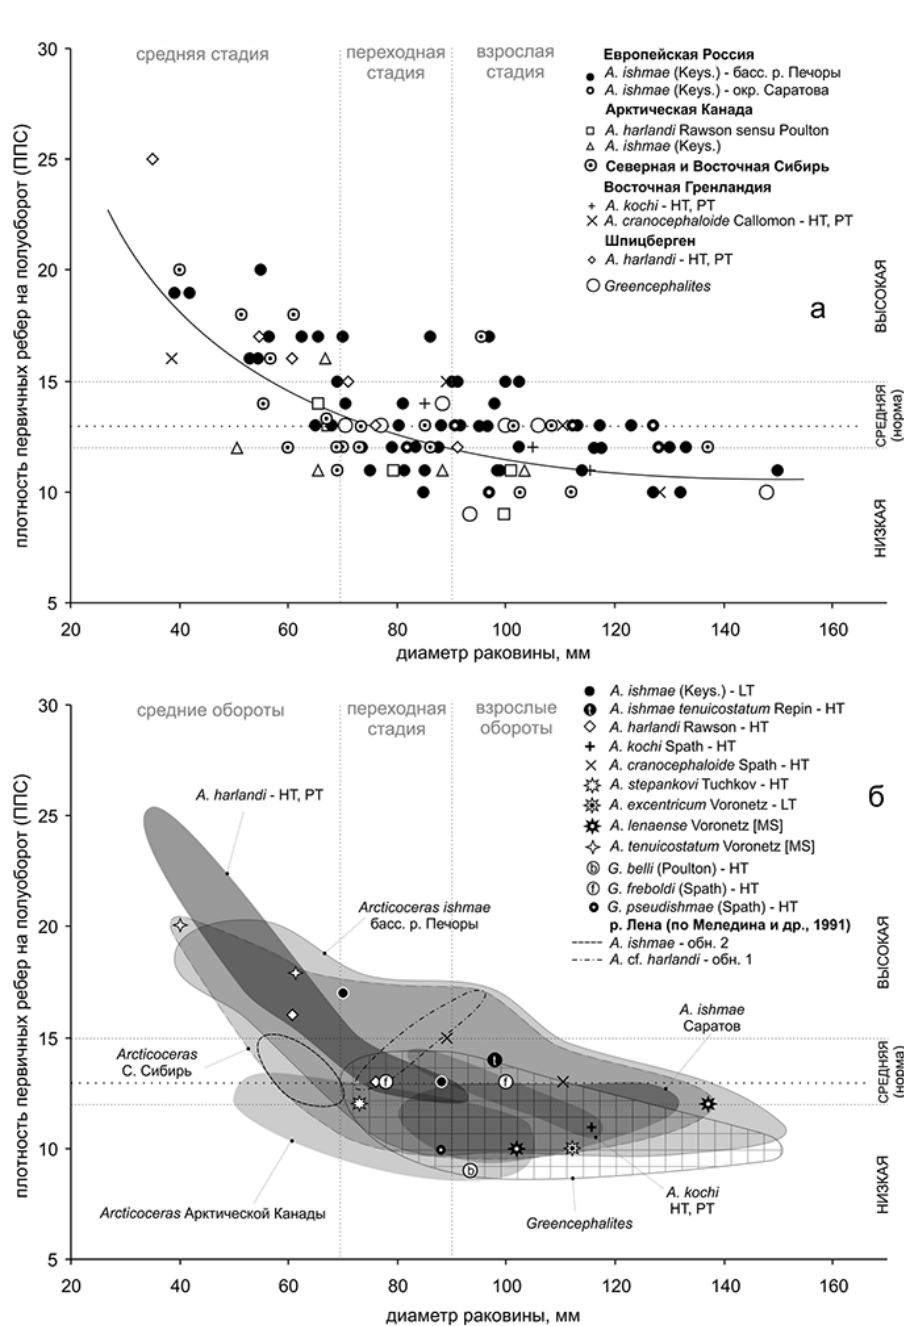 30
25
20
15
10
5
20
40
60
80
100
120
140
160
плотность первичных ребер на полуоборот (ППС)
диаметр раковины, мм
средняя стадия
переходная
стадия
взрослая
стадия
Европейская Россия
A. ishmae (Keys.) - басс. р. Печоры
A. ishmae (Keys.) - окр. Саратова
Арктическая Канада
A. harlandi Rawson sensu Poulton
A. ishmae (Keys.)
Северная и Восточная Сибирь
Восточная Гренландия
A. kochi - HT, PT
A. cranocephaloide Callomon - HT, PT
Шпицберген
A. harlandi - HT, PT
Greencephalites
а
ВЫСОКАЯ
СРЕДНЯЯ
(норма)
НИЗКАЯ
30
25
20
15
10
5
20
40
60
80
100
120
140
160
плотность первичных ребер на полуоборот (ППС)
диаметр раковины, мм
средние обороты
переходная
стадия
взрослые
обороты
A. ishmae (Keys.) - LT
t A. ishmae tenuicostatum Repin - HT
A. harlandi Rawson - HT
A. kochi Spath - HT
A. cranocephaloide Spath - HT
A. stepankovi Tuchkov - HT
A. excentricum Voronetz - LT
A. lenaense Voronetz [MS]
A. tenuicostatum Voronetz [MS]
b G. belli (Poulton) - HT
f G. freboldi (Spath) - HT
G. pseudishmae (Spath) - HT
р. Лена (по Меледина и др., 1991)
A. ishmae - обн. 2
A. cf. harlandi - обн. 1
б
A. harlandi - HT, PT
Arcticoceras ishmae
басс. р. Печоры
A. ishmae
Саратов
Arcticoceras
С. Сибирь
t
f
f
b
A. kochi
HT, PT
Arcticoceras Арктической Канады
Greencephalites
ВЫСОКАЯ
СРЕДНЯЯ
(норма)
НИЗКАЯ